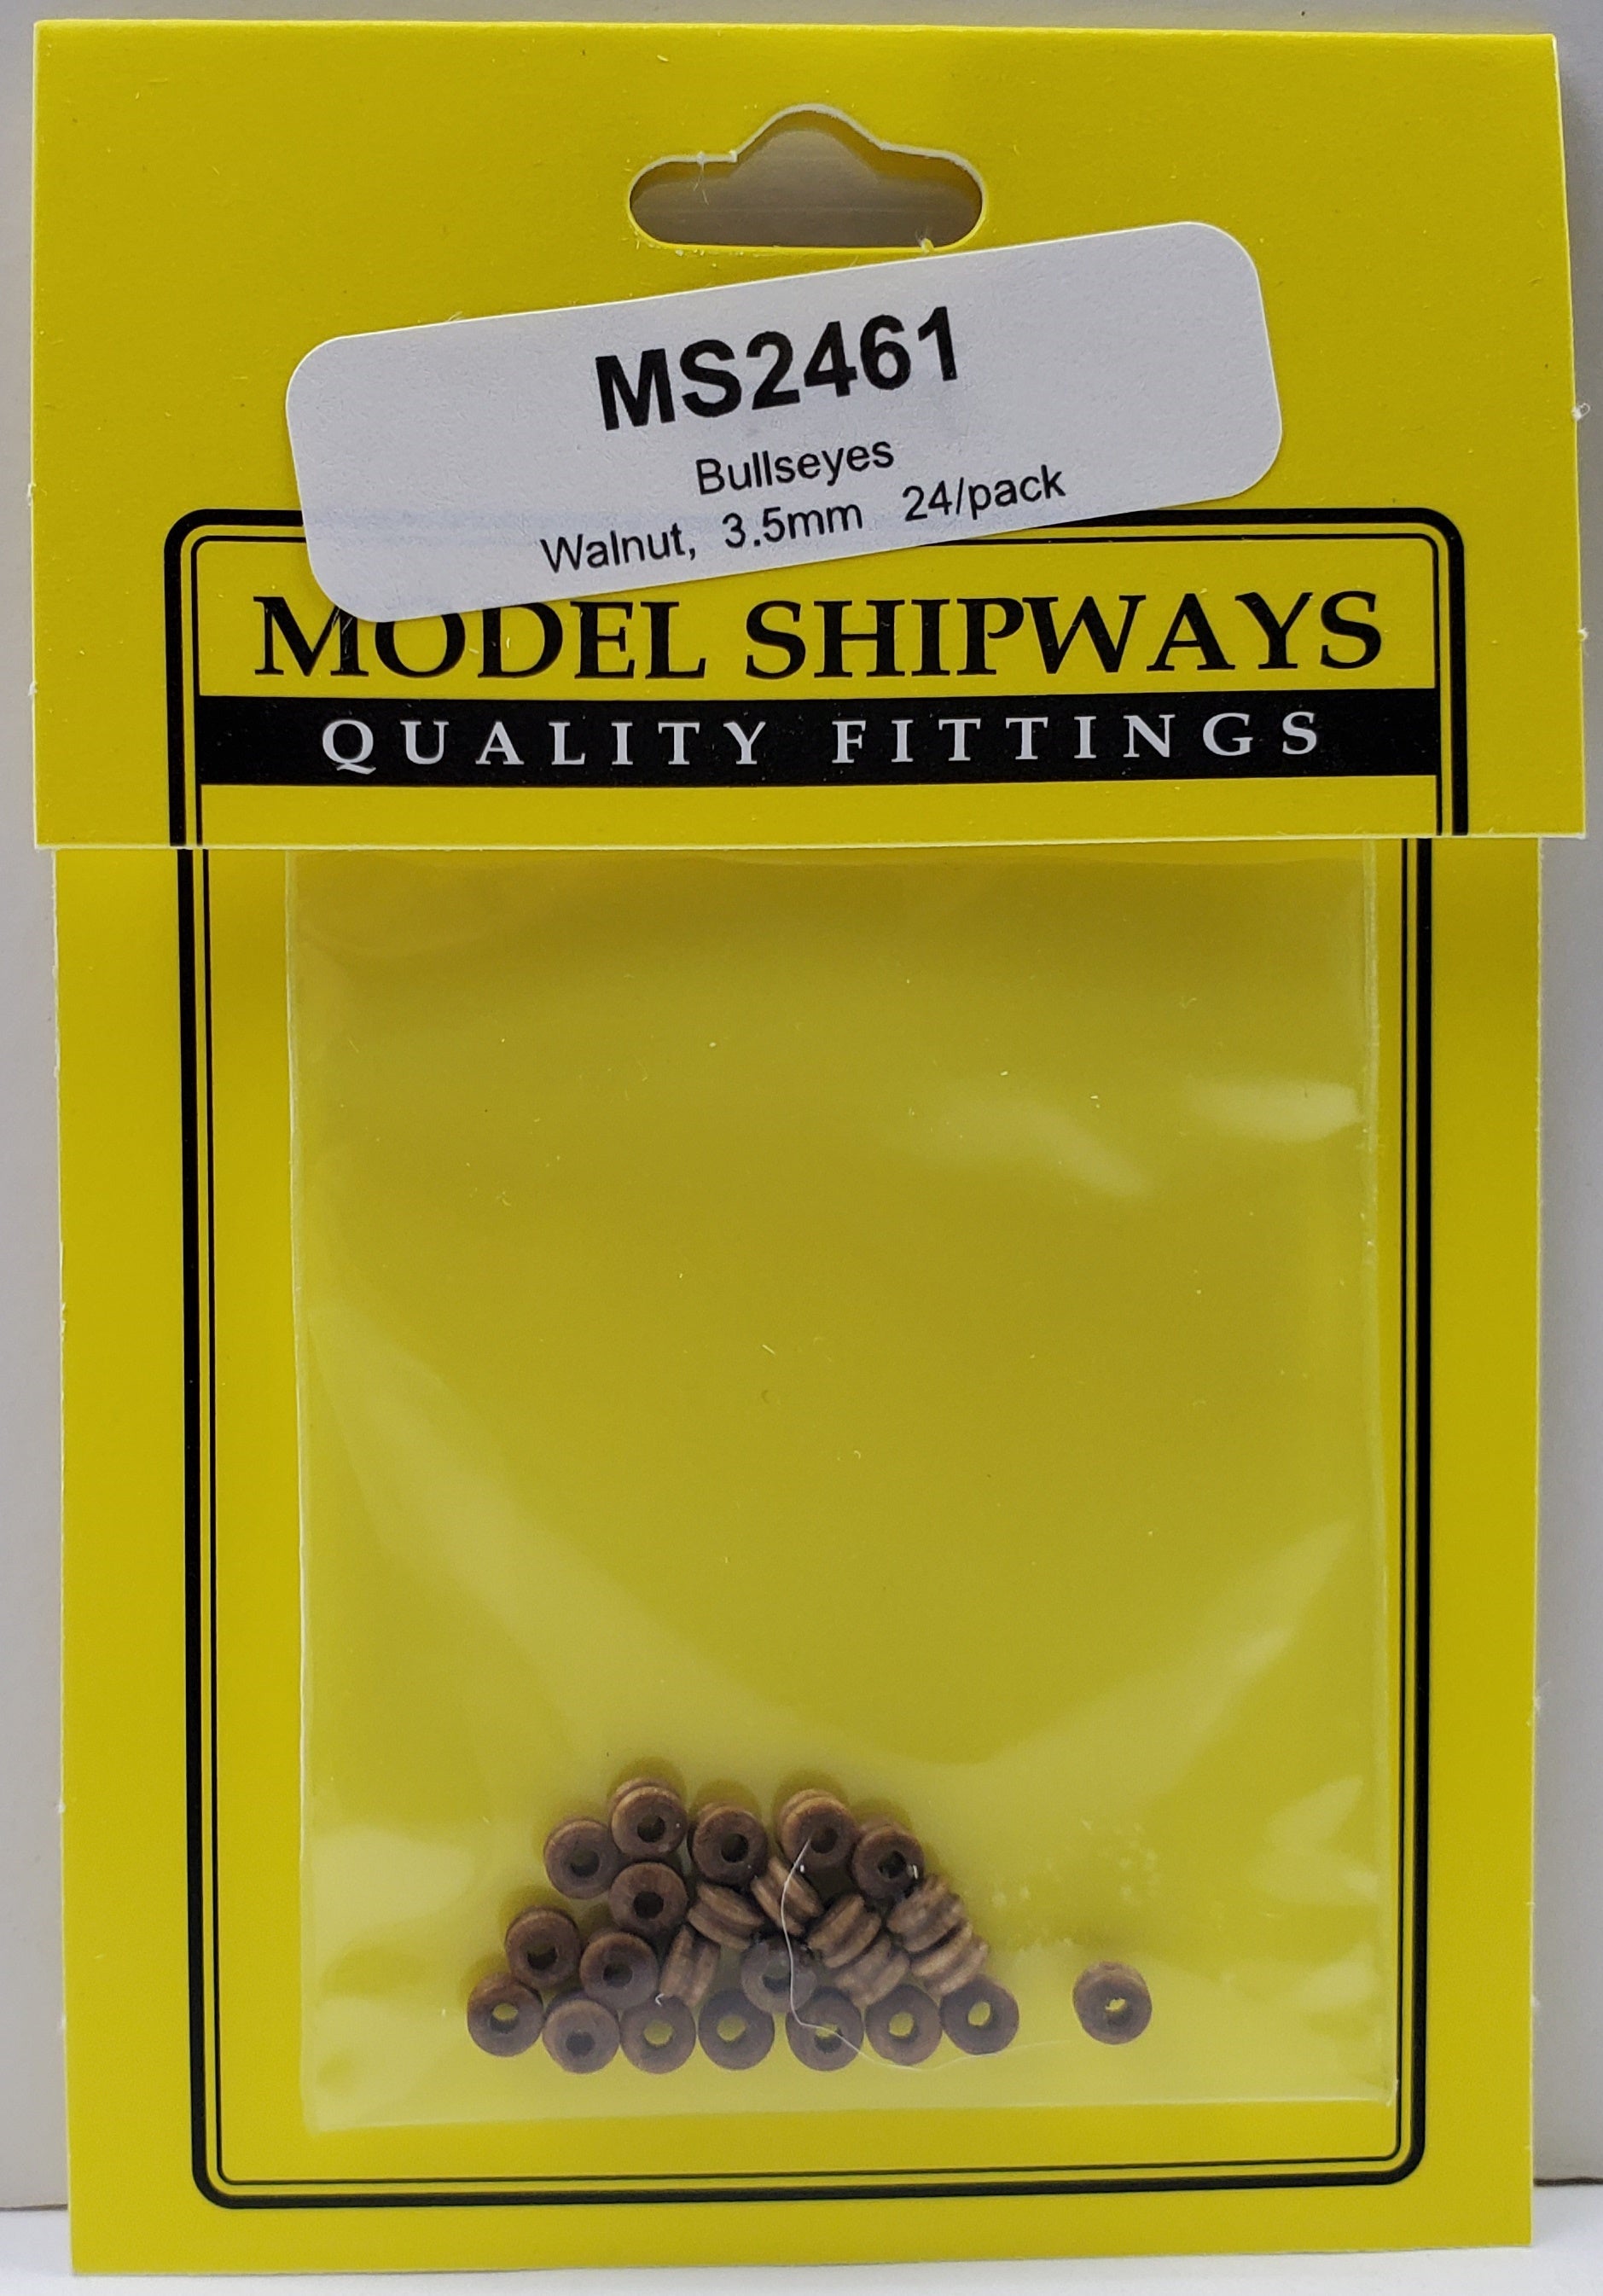 MS2461
Bullseyes
Walnut, 3.5mm 24/pack
MODEL SHIPWAYS
QUALITY FITTINGS